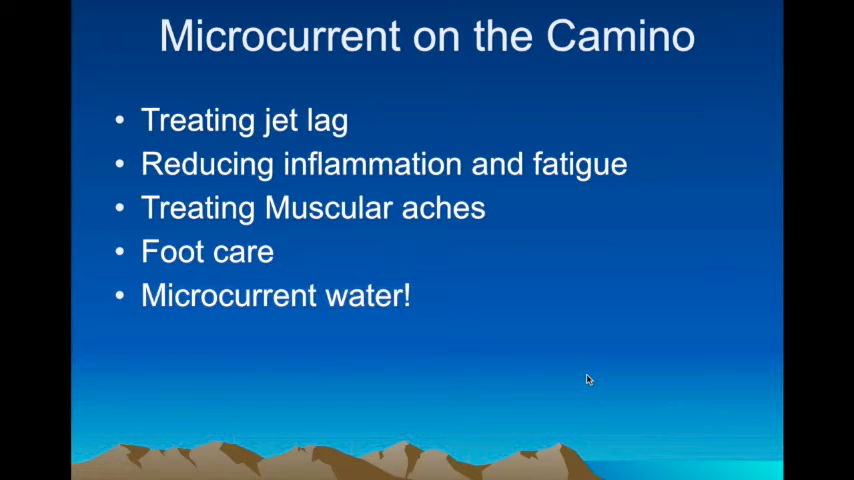 Microcurrent on the Camino
• Treating jet lag
• Reducing inflammation and fatigue
• Treating Muscular aches
• Foot care
• Microcurrent water!